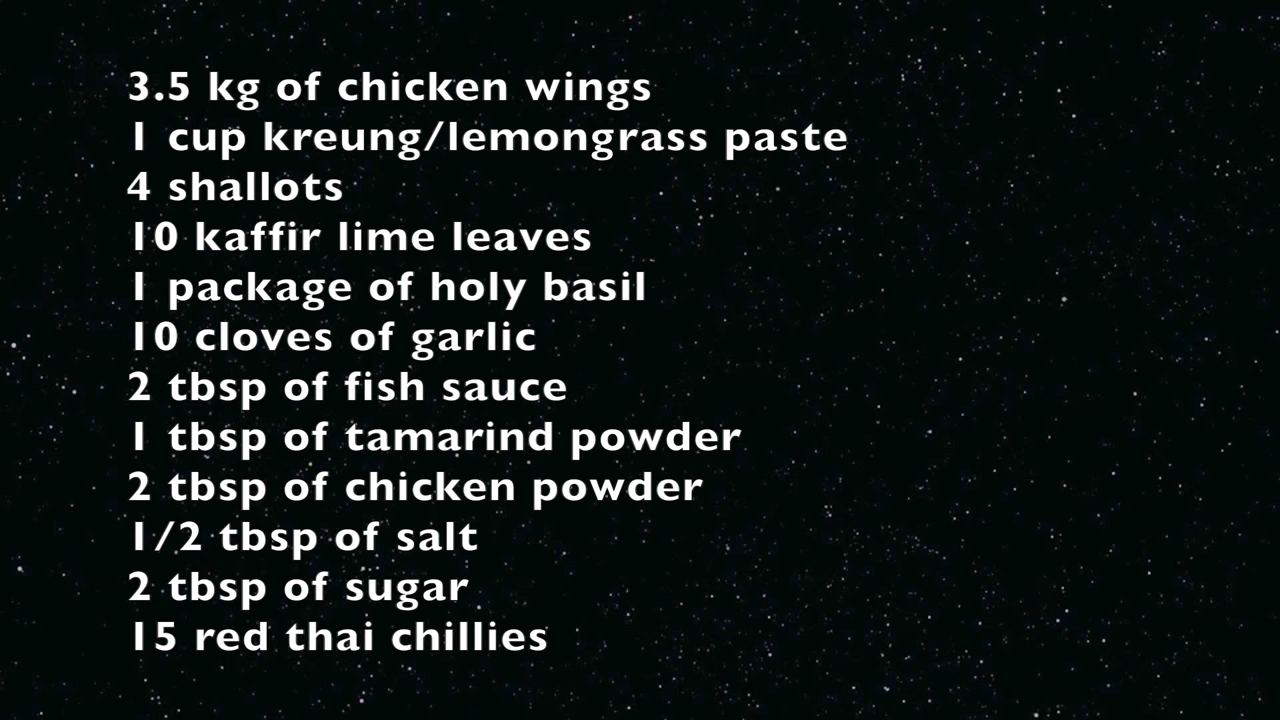 3.5 kg of chicken wings
1 cup kreung/lemongrass paste
4 shallots
10 kaffir lime leaves
1 package of holy basil
10 cloves of garlic
2 tbsp of fish sauce
1 tbsp of tamarind powder
2 tbsp of chicken powder
1/2 tbsp of salt
2 tbsp of sugar
15 red thai chillies